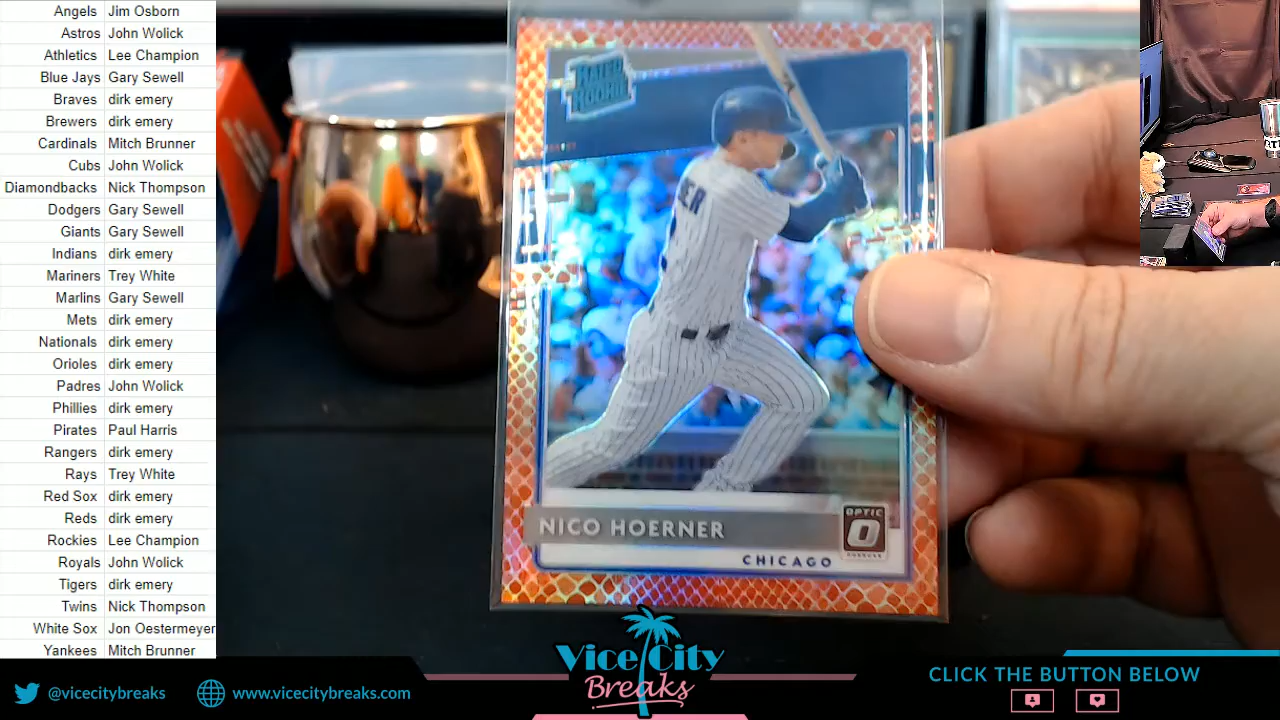 Angels Jim Osborn
Astros John Wolick
Athletics Lee Champion
Blue Jays Gary Sewell
Braves dirk emery
Brewers dirk emery
Cardinals Mitch Brunner
Cubs John Wolick
Diamondbacks Nick Thompson
Dodgers Gary Sewell
Giants Gary Sewell
Indians dirk emery
Mariners Trey White
Marlins Gary Sewell
Mets dirk emery
Nationals dirk emery
Orioles dirk emery
Padres John Wolick
Phillies dirk emery
Pirates Paul Harris
Rangers dirk emery
Rays Trey White
Red Sox dirk emery
Reds dirk emery
Rockies Lee Champion
Royals John Wolick
Tigers dirk emery
Twins Nick Thompson
White Sox Jon Oestermeyer
Yankees Mitch Brunner
RATED
ROOKIE
NICO HOERNER
OPTIC
CHICAGO
Vice City
Breaks
@vicecitybreaks
www.vicecitybreaks.com
CLICK THE BUTTON BELOW